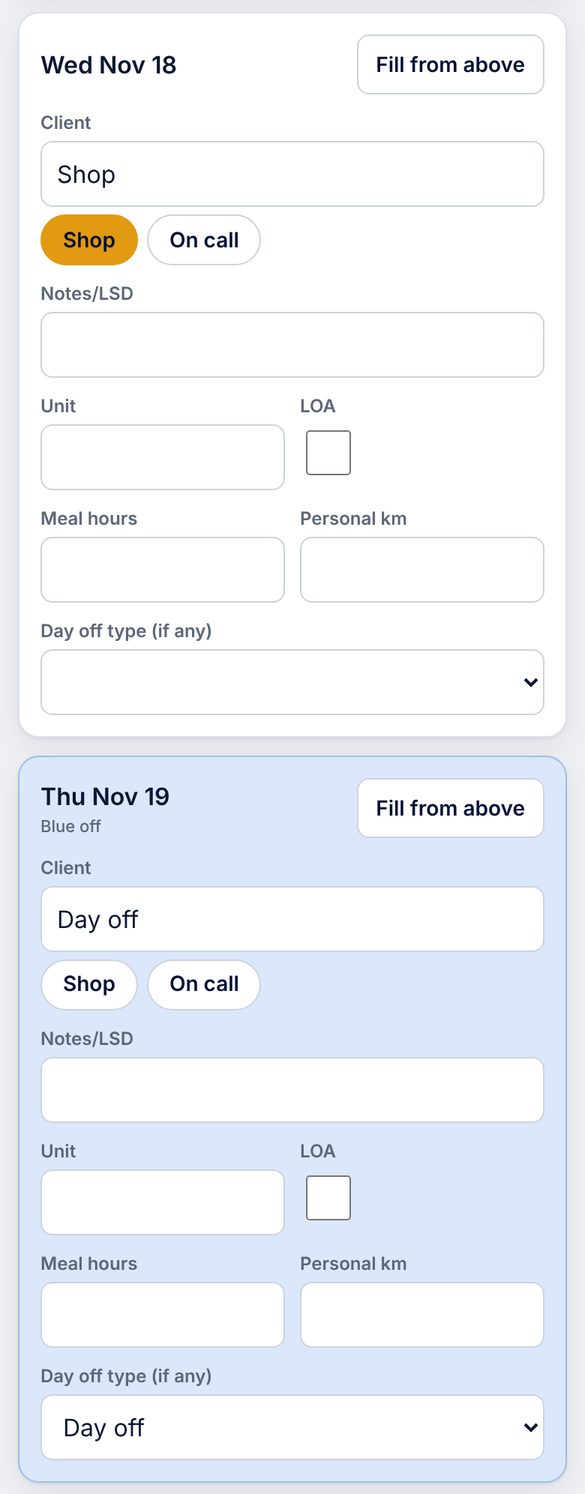 Wed Nov 18
Fill from above
Client
Shop
Shop On call
Notes/LSD
Unit LOA
Meal hours Personal km
Day off type (if any)
Thu Nov 19
Blue off
Fill from above
Client
Day off
Shop On call
Notes/LSD
Unit LOA
Meal hours Personal km
Day off type (if any)
Day off